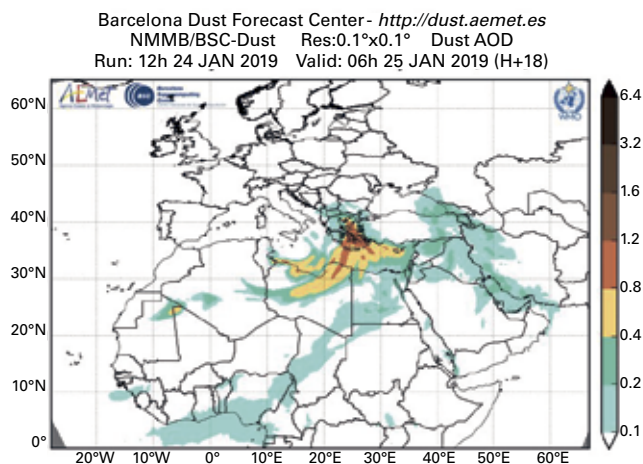 Barcelona Dust Forecast Center - http://dust.aemet.es
NMMB/BSC-Dust Res:0.1°x0.1° Dust AOD
Run: 12h 24 JAN 2019 Valid: 06h 25 JAN 2019 (H+18)
AEMet
WMO
60°N
50°N
40°N
30°N
20°N
10°N
0°
20°W 10°W 0° 10°E 20°E 30°E 40°E 50°E 60°E
6.4
3.2
1.6
1.2
0.8
0.4
0.2
0.1